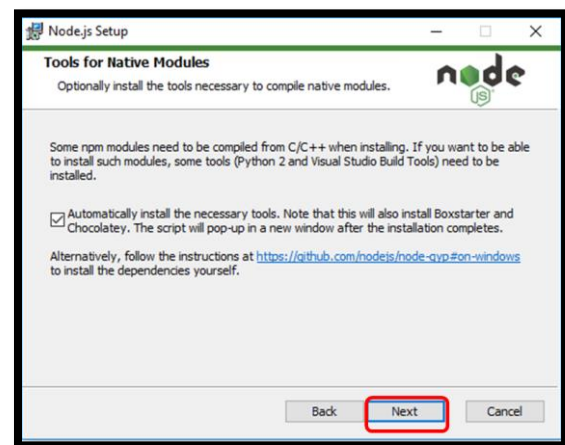 Node.js Setup
Tools for Native Modules
Optionally install the tools necessary to compile native modules.
node
JS
Some npm modules need to be compiled from C/C++ when installing. If you want to be able
to install such modules, some tools (Python 2 and Visual Studio Build Tools) need to be
installed.
Automatically install the necessary tools. Note that this will also install Boxstarter and
Chocolatey. The script will pop-up in a new window after the installation completes.
Alternatively, follow the instructions at https://github.com/nodejs/node-gyp#on-windows
to install the dependencies yourself.
Back Next Cancel